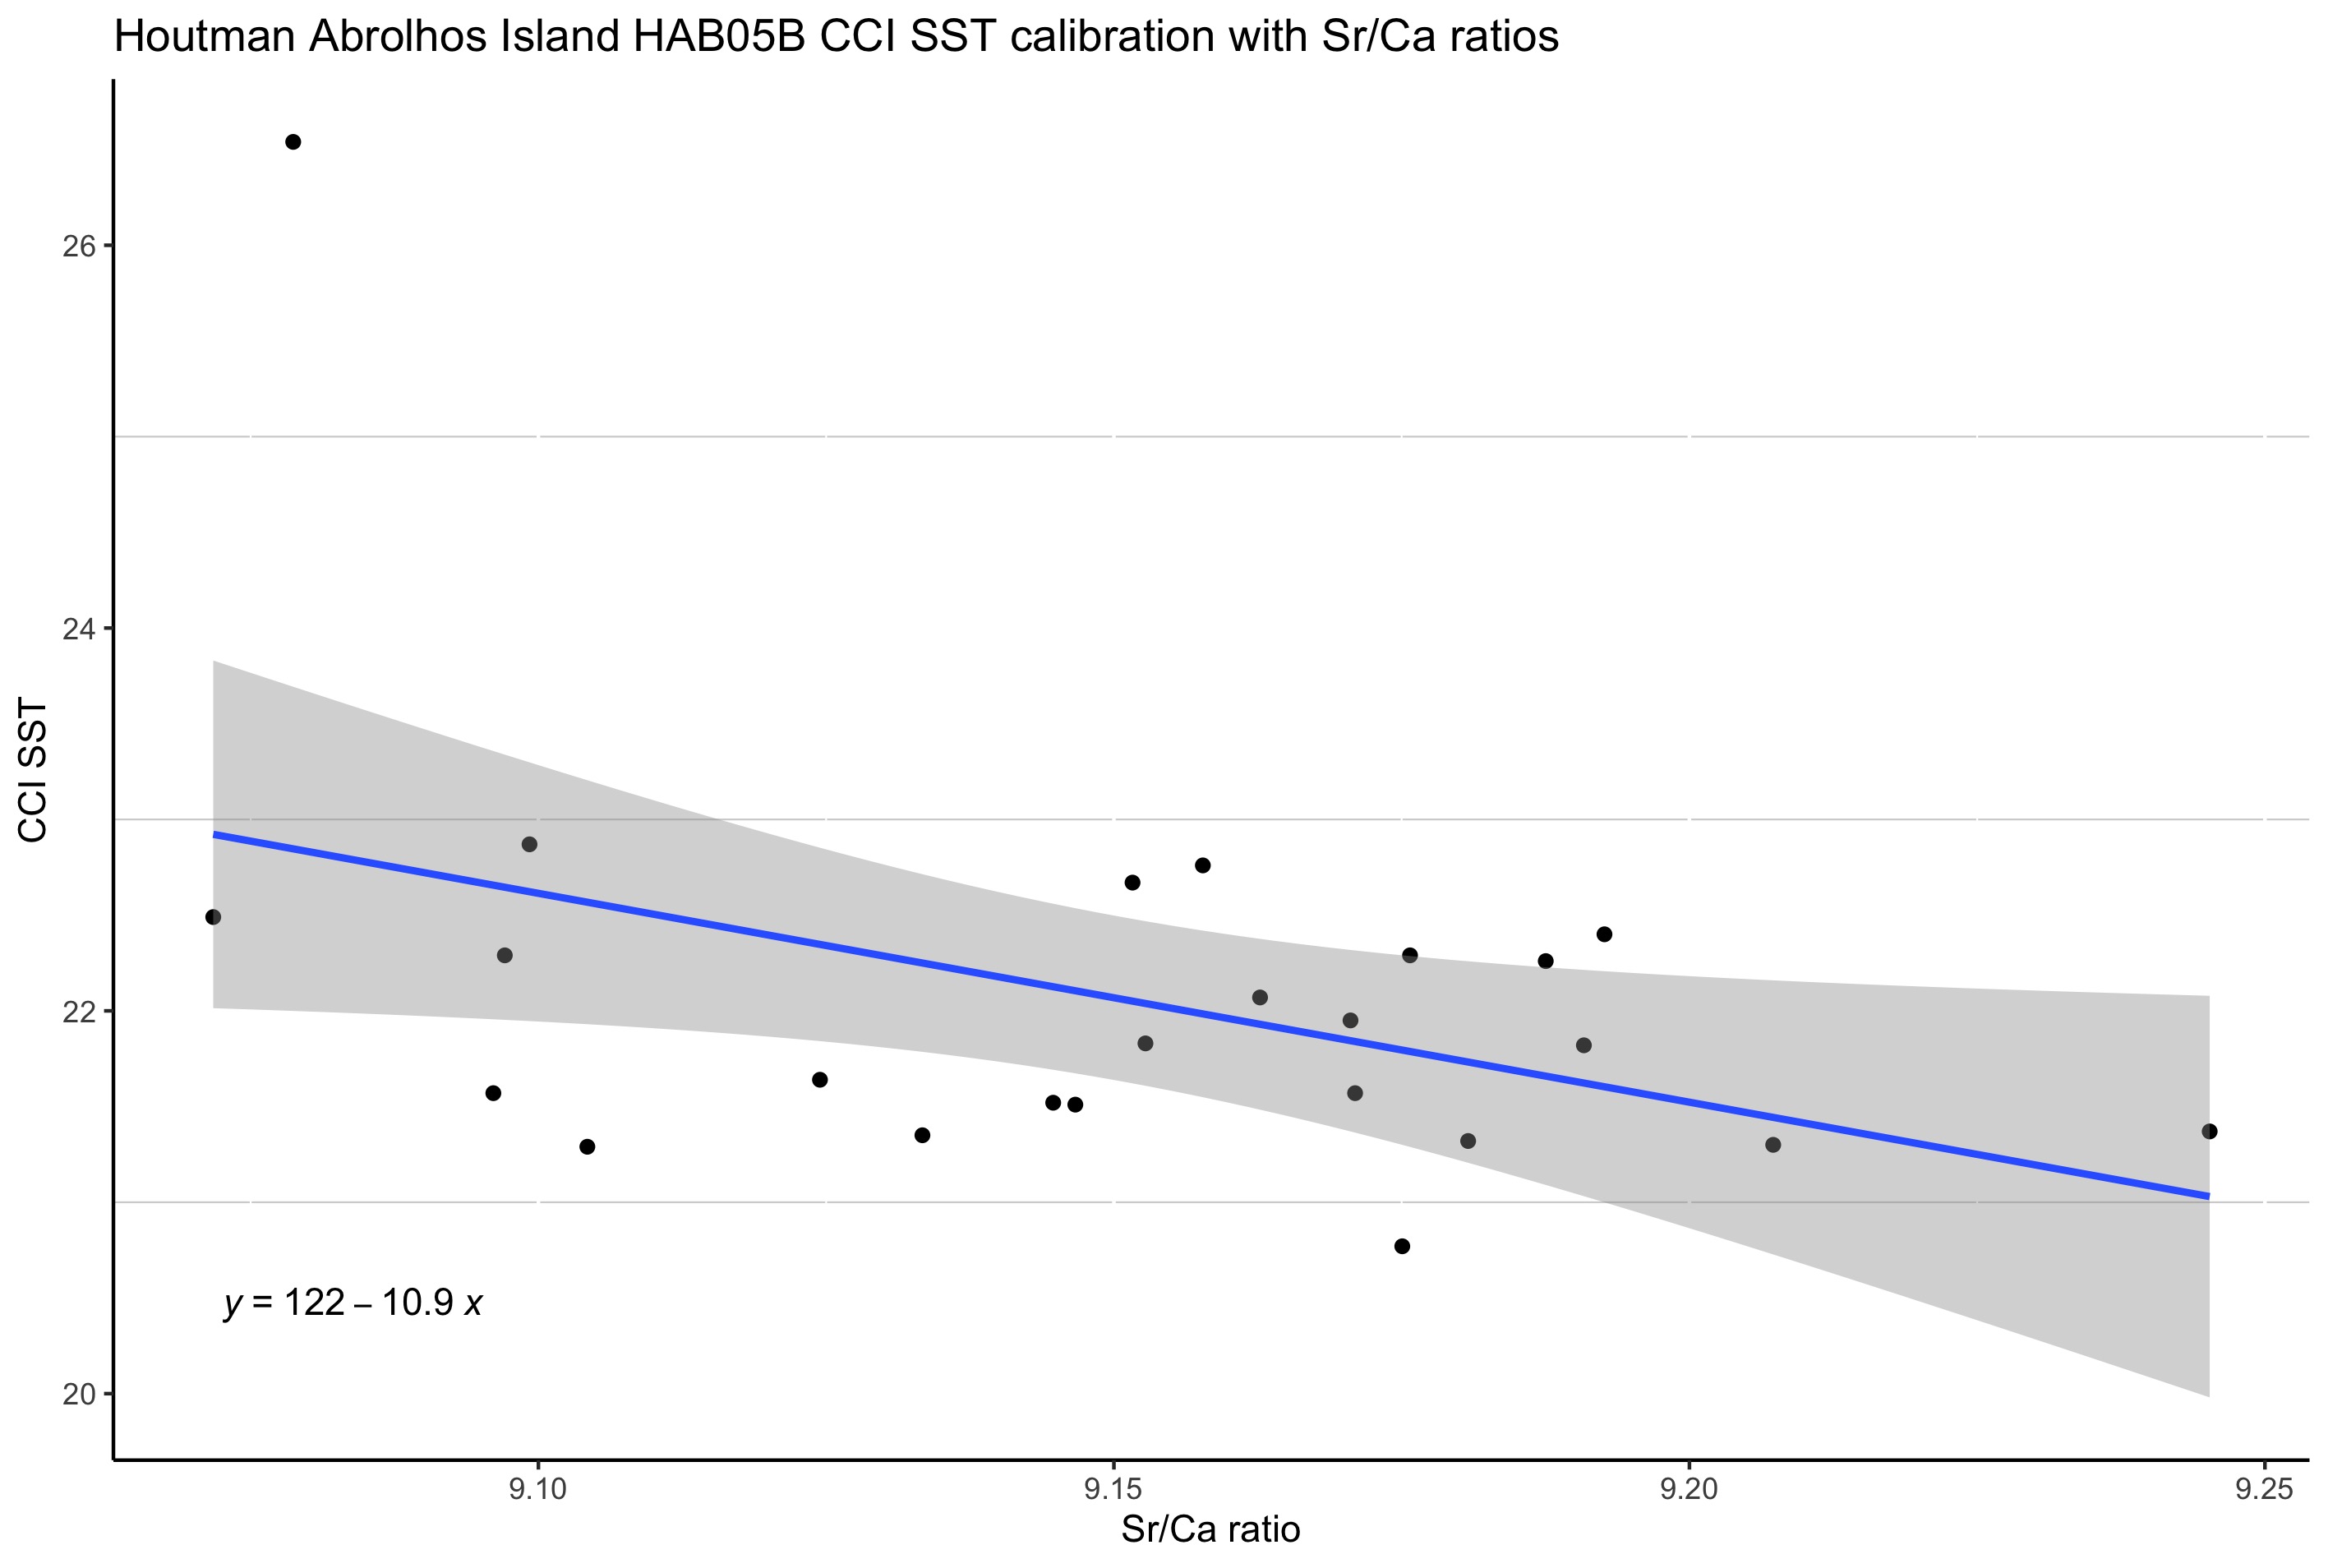 Houtman Abrolhos Island HAB05B CCI SST calibration with Sr/Ca ratios
26
24
22
20
CCI SST
y = 122 – 10.9 x
9.10 9.15 9.20 9.25
Sr/Ca ratio